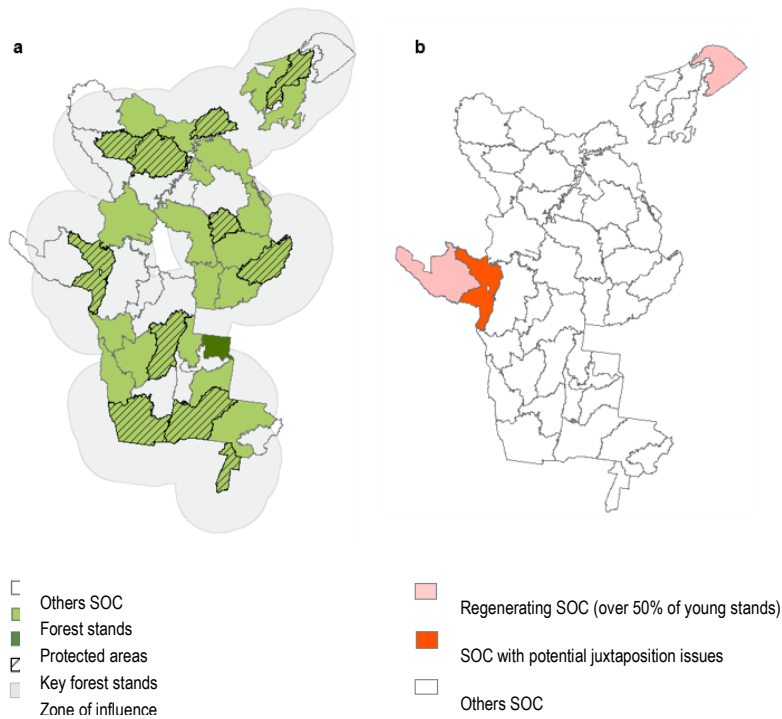 a
b
Others SOC
Forest stands
Protected areas
Key forest stands
Zone of influence
Regenerating SOC (over 50% of young stands)
SOC with potential juxtaposition issues
Others SOC